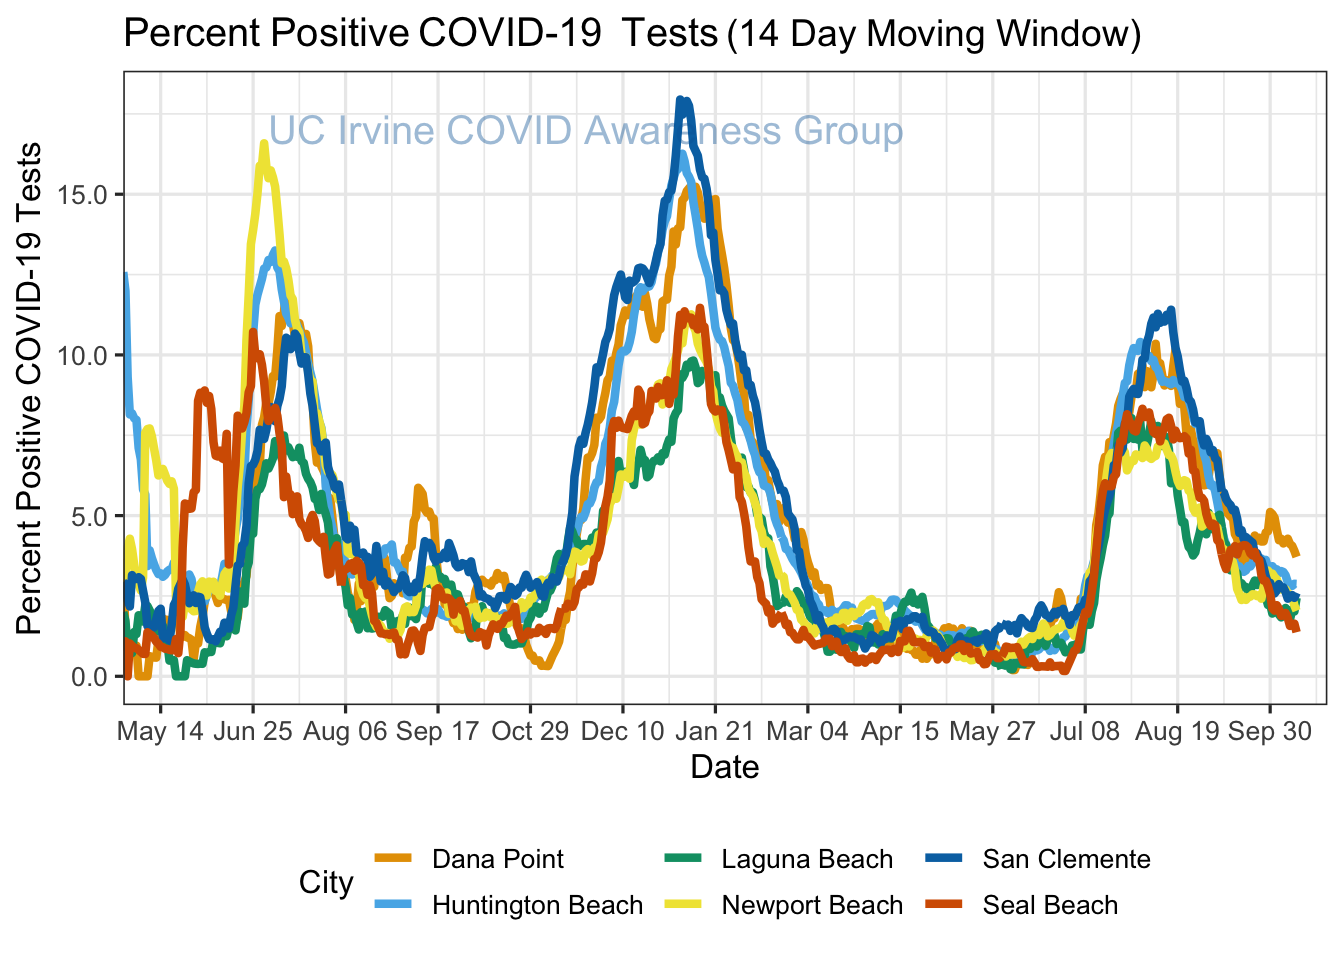 Percent Positive COVID-19  Tests (14 Day Moving Window)
UC Irvine COVID Awareness Group
Percent Positive COVID-19 Tests
15.0
10.0
5.0
0.0
May 14 Jun 25 Aug 06 Sep 17 Oct 29 Dec 10 Jan 21 Mar 04 Apr 15 May 27 Jul 08 Aug 19 Sep 30
Date
City
Dana Point Laguna Beach San Clemente
Huntington Beach Newport Beach Seal Beach